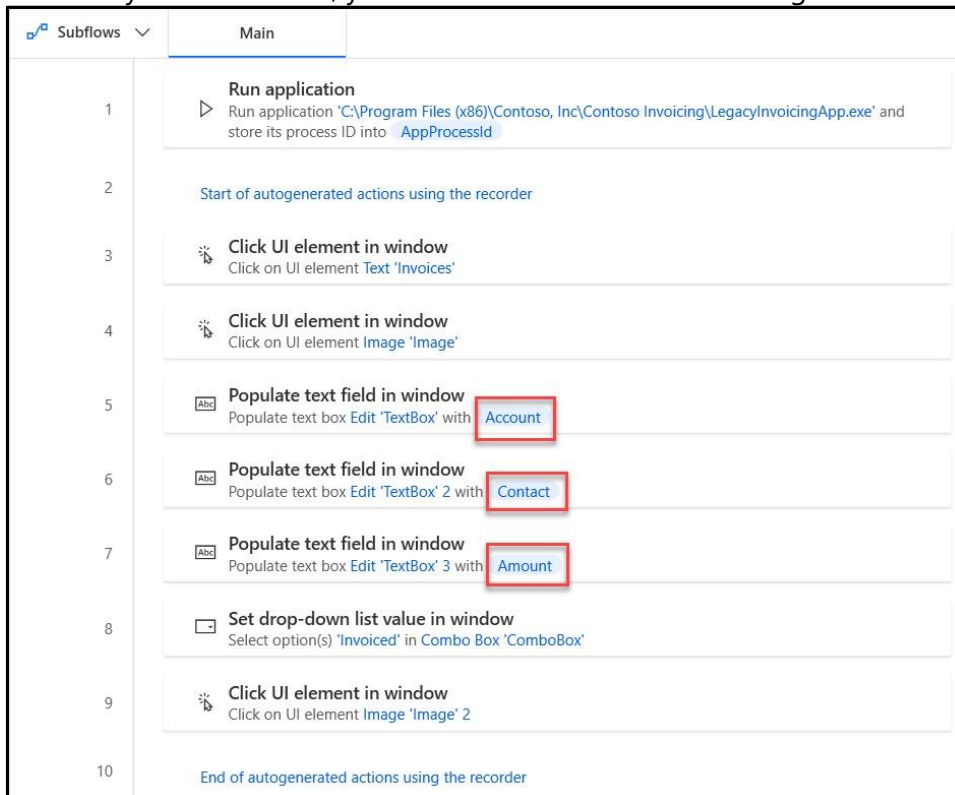 Subflows
Main
1
Run application
Run application 'C:\Program Files (x86)\Contoso, Inc\Contoso Invoicing\LegacyInvoicingApp.exe' and
store its process ID into AppProcessId
2
Start of autogenerated actions using the recorder
3
Click UI element in window
Click on UI element Text 'Invoices'
4
Click UI element in window
Click on UI element Image 'Image'
5
Abc
Populate text field in window
Populate text box Edit 'TextBox' with Account
6
Abc
Populate text field in window
Populate text box Edit 'TextBox' 2 with Contact
7
Abc
Populate text field in window
Populate text box Edit 'TextBox' 3 with Amount
8
Set drop-down list value in window
Select option(s) 'Invoiced' in Combo Box 'ComboBox'
9
Click UI element in window
Click on UI element Image 'Image' 2
10
End of autogenerated actions using the recorder